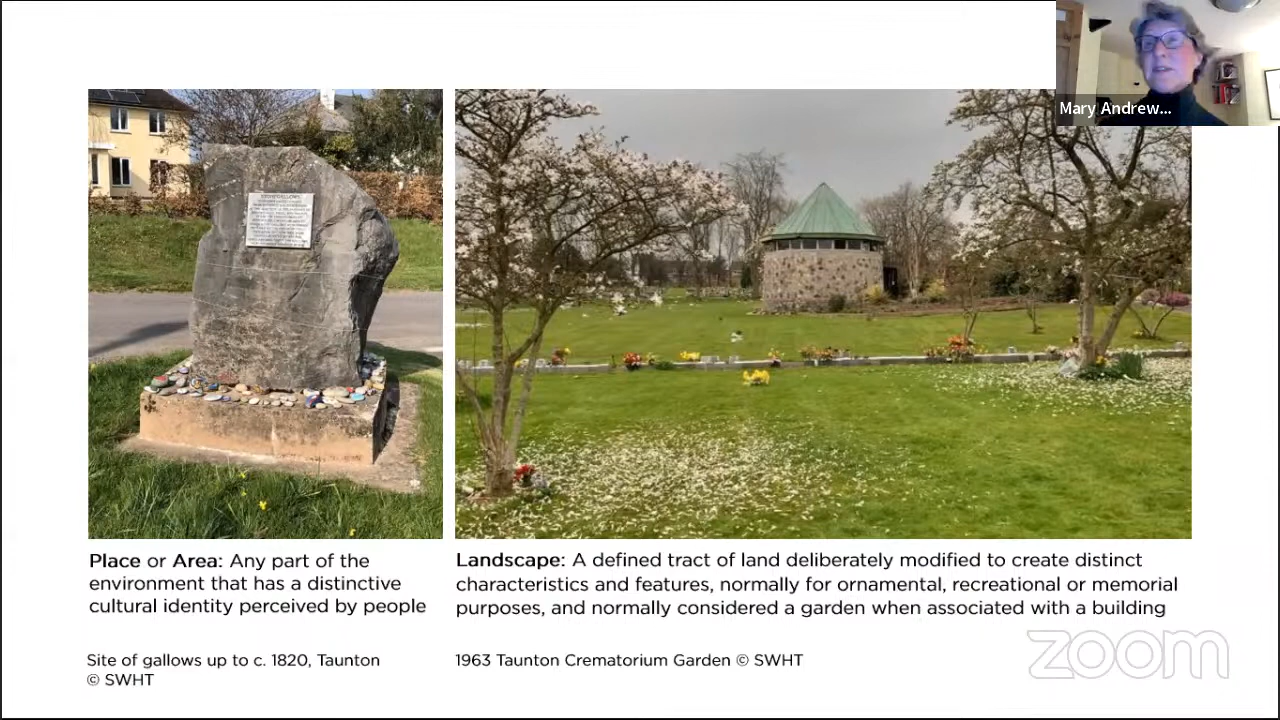 Mary Andrew...
Place or Area: Any part of the
environment that has a distinctive
cultural identity perceived by people
Landscape: A defined tract of land deliberately modified to create distinct
characteristics and features, normally for ornamental, recreational or memorial
purposes, and normally considered a garden when associated with a building
Site of gallows up to c. 1820, Taunton
© SWHT
1963 Taunton Crematorium Garden © SWHT
zoom